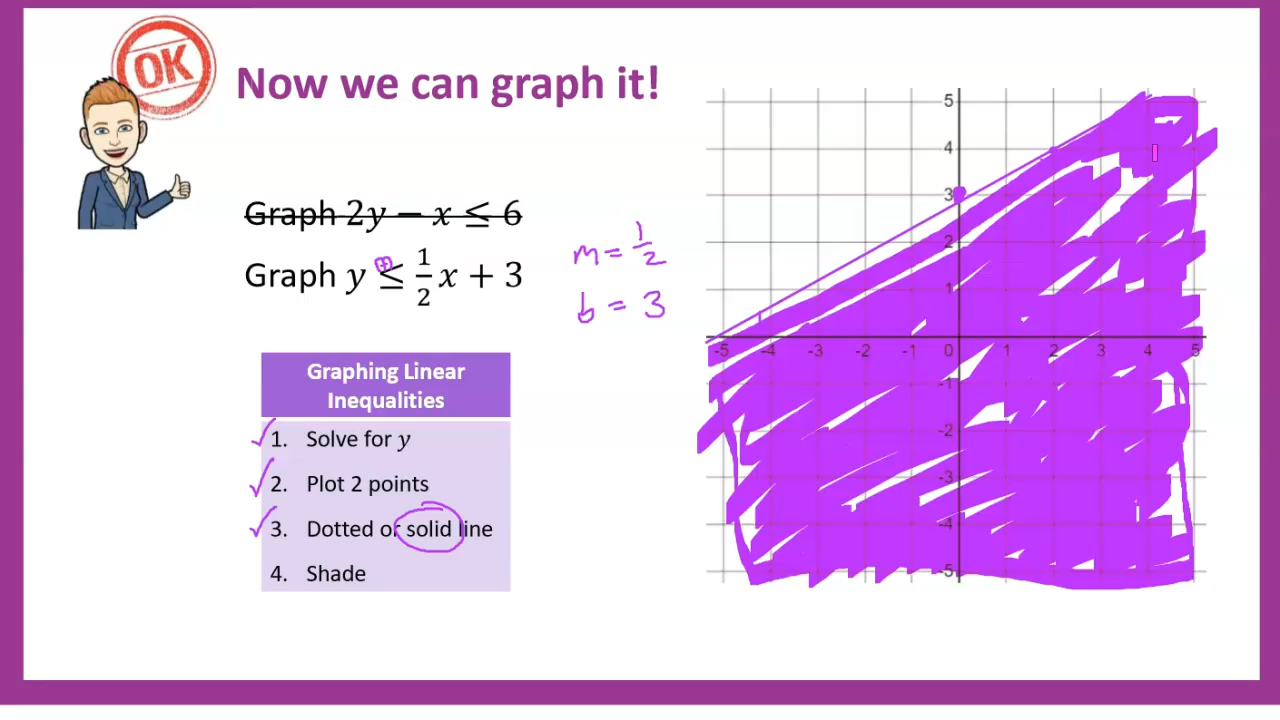 OK
Now we can graph it!
Graph 2y − x ≤ 6
Graph y ≤ 1/2 x + 3
m = 1/2
b = 3
Graphing Linear
Inequalities
1. Solve for y
2. Plot 2 points
3. Dotted or solid line
4. Shade
5
4
3
2
1
-5 -4 -3 -2 -1 0 1 2 3 4 5
-1
-2
-3
-4
-5